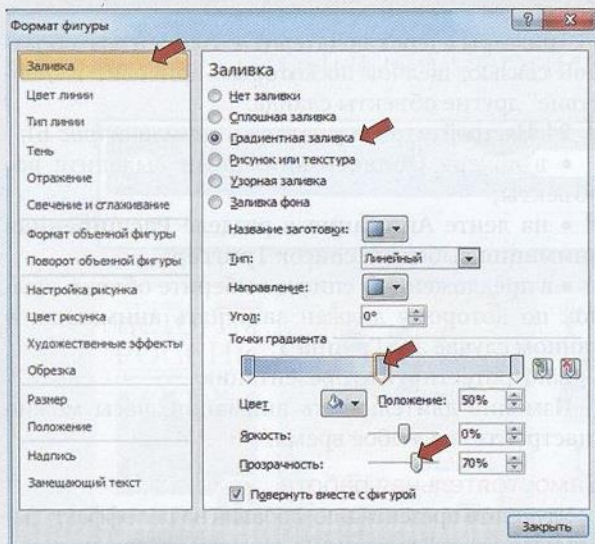 Формат фигуры
Заливка
Цвет линии
Тип линии
Тень
Отражение
Свечение и сглаживание
Формат объемной фигуры
Поворот объемной фигуры
Настройка рисунка
Цвет рисунка
Художественные эффекты
Обрезка
Размер
Положение
Надпись
Замещающий текст
Заливка
Нет заливки
Сплошная заливка
Градиентная заливка
Рисунок или текстура
Узорная заливка
Заливка фона
Название заготовки:
Тип: Линейный
Направление:
Угол: 0°
Точки градиента
Цвет Положение: 50%
Яркость: 0%
Прозрачность: 70%
Повернуть вместе с фигурой
Закрыть